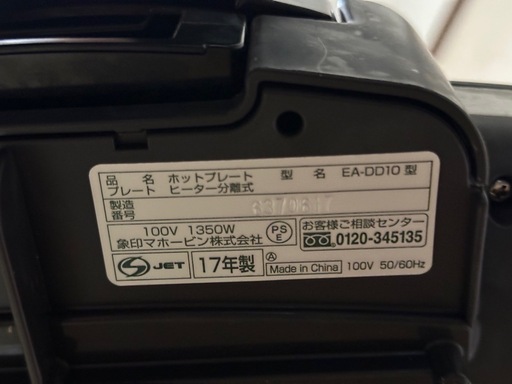 品 名 ホットプレート 型 名 EA-DD10 型
プレート ヒーター分離式
製造
番号
100V 1350W PSE お客様ご相談センター
象印マホービン株式会社 0120-345135
S JET 17年製 A Made in China 100V 50/60Hz